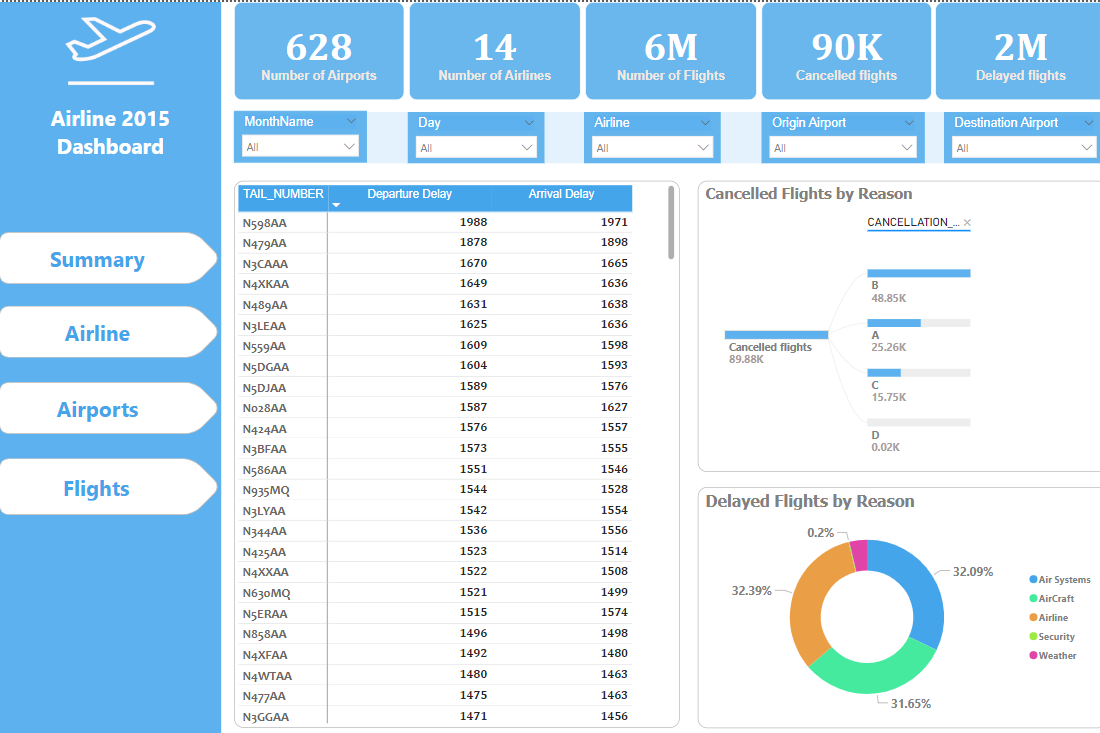 Airline 2015
Dashboard
Summary
Airline
Airports
Flights
628
Number of Airports
14
Number of Airlines
6M
Number of Flights
90K
Cancelled flights
2M
Delayed flights
MonthName
All
Day
All
Airline
All
Origin Airport
All
Destination Airport
All
TAIL_NUMBER Departure Delay Arrival Delay
N598AA 1988 1971
N479AA 1878 1898
N3CAAA 1670 1665
N4XKAA 1649 1636
N489AA 1631 1638
N3LEAA 1625 1636
N559AA 1609 1598
N5DGAA 1604 1593
N5DJAA 1589 1576
N028AA 1587 1627
N424AA 1576 1557
N3BFAA 1573 1555
N586AA 1551 1546
N935MQ 1544 1528
N3LYAA 1542 1554
N344AA 1536 1556
N425AA 1523 1514
N4XXAA 1522 1508
N630MQ 1521 1499
N5ERAA 1515 1574
N858AA 1496 1498
N4XFAA 1492 1480
N4WTAA 1480 1463
N477AA 1475 1463
N3GGAA 1471 1456
Cancelled Flights by Reason
CANCELLATION_...
Cancelled flights
89.88K
B
48.85K
A
25.26K
C
15.75K
D
0.02K
Delayed Flights by Reason
0.2%
32.09%
32.39%
31.65%
Air Systems
AirCraft
Airline
Security
Weather